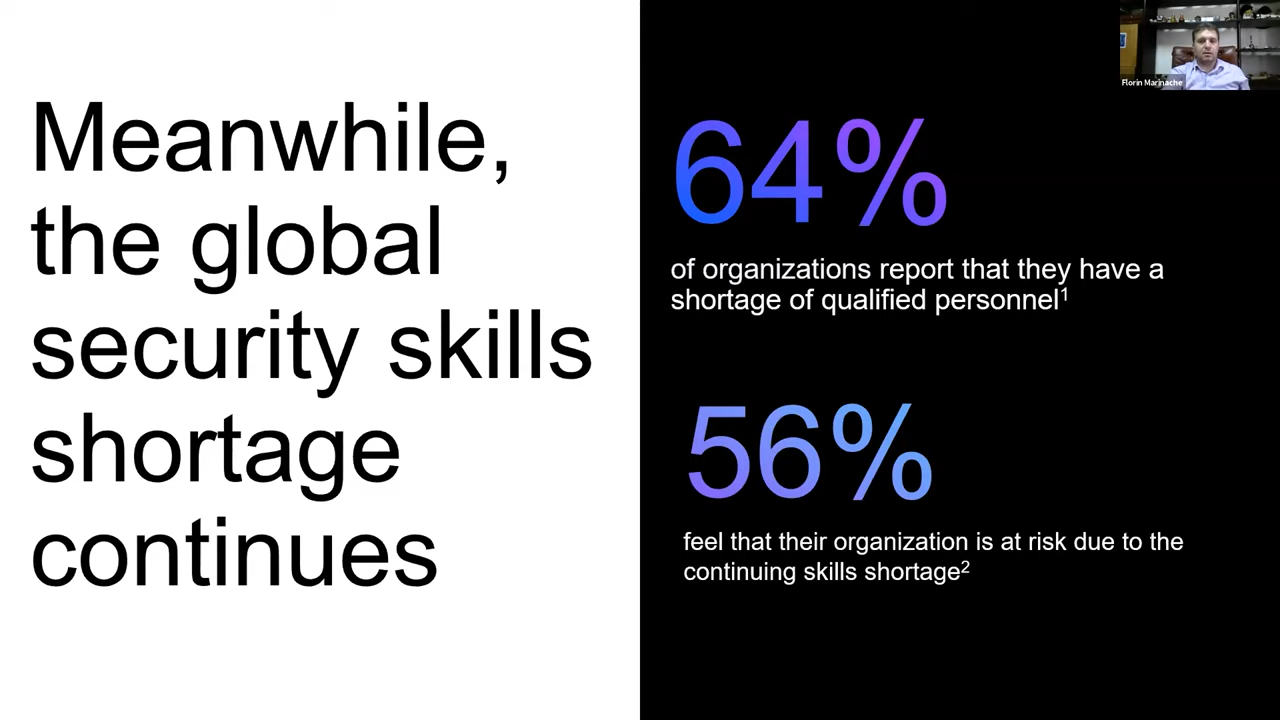 Meanwhile,
the global
security skills
shortage
continues
64%
of organizations report that they have a
shortage of qualified personnel1
56%
feel that their organization is at risk due to the
continuing skills shortage2
Florin Marinache